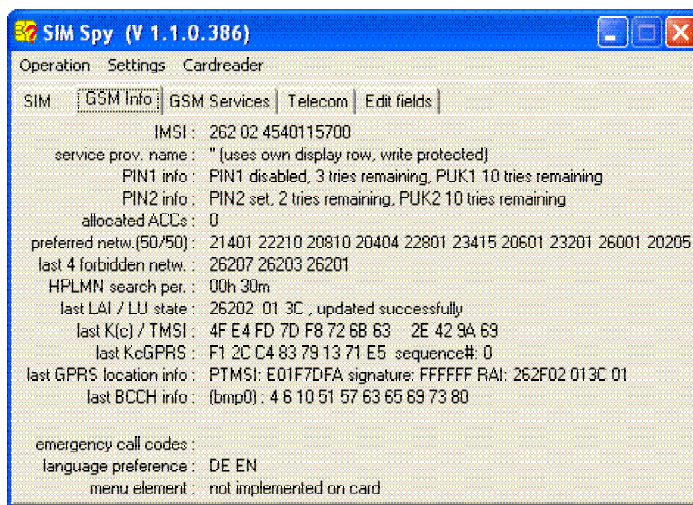 SIM Spy (V 1.1.0.386)
Operation Settings Cardreader
SIM GSM Info GSM Services Telecom Edit fields
IMSI : 262 02 4540115700
service prov. name : " (uses own display row, write protected)
PIN1 info : PIN1 disabled, 3 tries remaining, PUK1 10 tries remaining
PIN2 info : PIN2 set, 2 tries remaining, PUK2 10 tries remaining
allocated ACCs : 0
preferred netw.(50/50) : 21401 22210 20810 20404 22801 23415 20601 23201 26001 20205
last 4 forbidden netw. : 26207 26203 26201
HPLMN search per. : 00h 30m
last LAI / LU state : 26202 01 3C , updated successfully
last K(c) / TMSI : 4F E4 FD 7D F8 72 6B 63 2E 42 9A 69
last KcGPRS : F1 2C C4 83 79 13 71 E5 sequence#: 0
last GPRS location info : PTMSI: E01F7DFA signature: FFFFFF RAI: 262F02 013C 01
last BCCH info : (bmp0) : 4 6 10 51 57 63 65 69 73 80
emergency call codes :
language preference : DE EN
menu element : not implemented on card